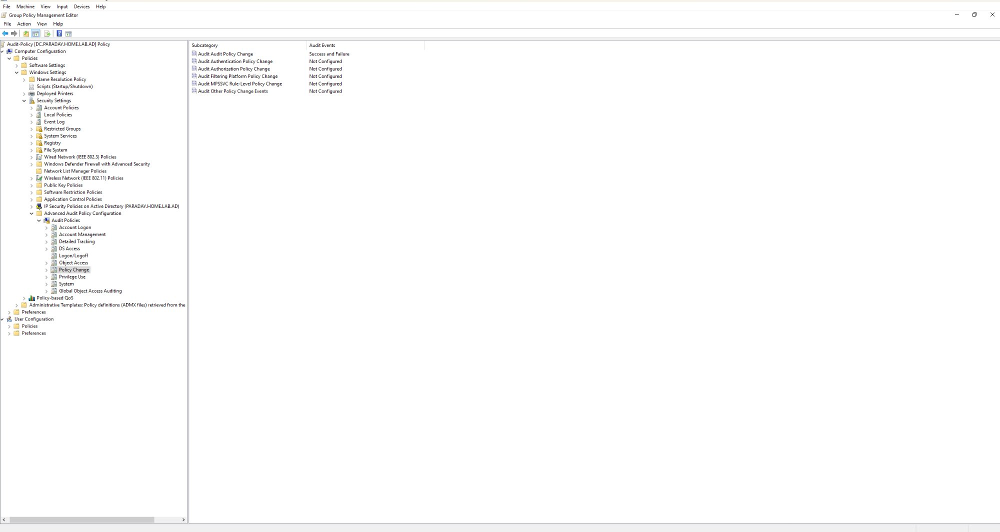 File Machine View Input Devices Help
Group Policy Management Editor
File Action View Help
Audit-Policy [DC.PARADAY.HOME.LAB.AD] Policy
Computer Configuration
Policies
Software Settings
Windows Settings
Name Resolution Policy
Scripts (Startup/Shutdown)
Deployed Printers
Security Settings
Account Policies
Local Policies
Event Log
Restricted Groups
System Services
Registry
File System
Wired Network (IEEE 802.3) Policies
Windows Defender Firewall with Advanced Security
Network List Manager Policies
Wireless Network (IEEE 802.11) Policies
Public Key Policies
Software Restriction Policies
Application Control Policies
IP Security Policies on Active Directory (PARADAY.HOME.LAB.AD)
Advanced Audit Policy Configuration
Audit Policies
Account Logon
Account Management
Detailed Tracking
DS Access
Logon/Logoff
Object Access
Policy Change
Privilege Use
System
Global Object Access Auditing
Policy-based QoS
Administrative Templates: Policy definitions (ADMX files) retrieved from the
Preferences
User Configuration
Policies
Preferences
Subcategory Audit Events
Audit Audit Policy Change Success and Failure
Audit Authentication Policy Change Not Configured
Audit Authorization Policy Change Not Configured
Audit Filtering Platform Policy Change Not Configured
Audit MPSSVC Rule-Level Policy Change Not Configured
Audit Other Policy Change Events Not Configured